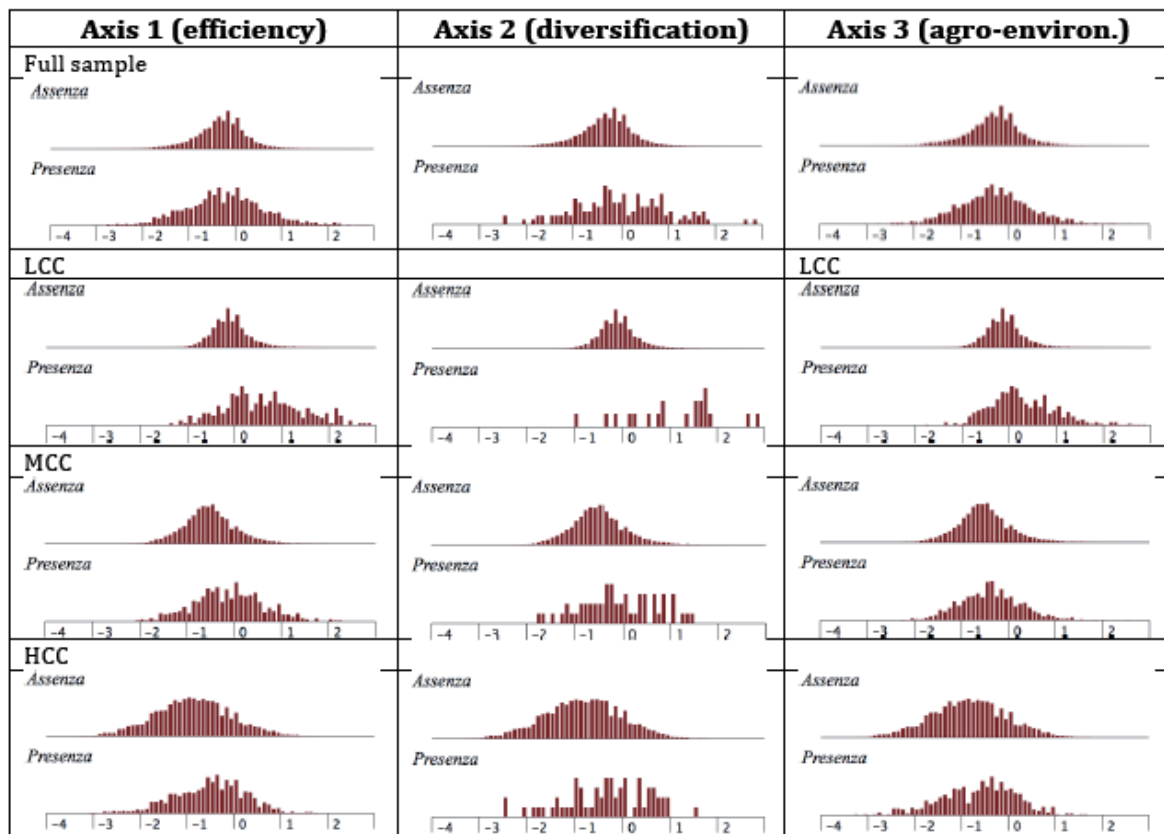 Axis 1 (efficiency) Axis 2 (diversification) Axis 3 (agro-environ.)
Full sample
Assenza Assenza Assenza
Presenza Presenza Presenza
-4 -3 -2 -1 0 1 2 -4 -3 -2 -1 0 1 2 -4 -3 -2 -1 0 1 2
LCC LCC
Assenza Assenza Assenza
Presenza Presenza Presenza
-4 -3 -2 -1 0 1 2 -4 -3 -2 -1 0 1 2 -4 -3 -2 -1 0 1 2
MCC
Assenza Assenza Assenza
Presenza Presenza Presenza
-4 -3 -2 -1 0 1 2 -4 -3 -2 -1 0 1 2 -4 -3 -2 -1 0 1 2
HCC
Assenza Assenza Assenza
Presenza Presenza Presenza
-4 -3 -2 -1 0 1 2 -4 -3 -2 -1 0 1 2 -4 -3 -2 -1 0 1 2